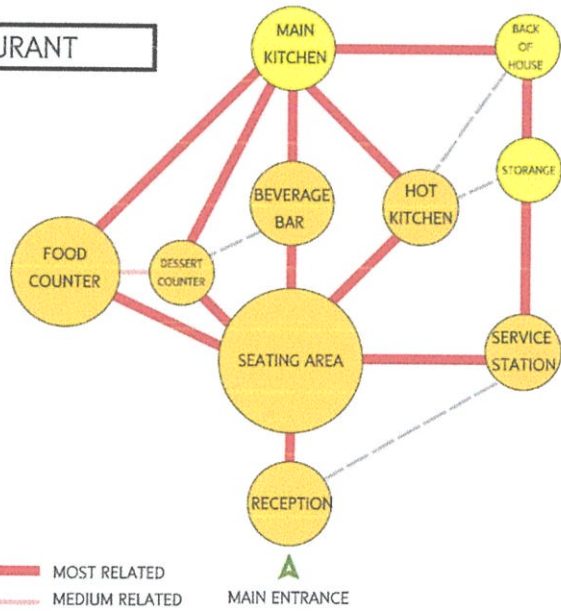 URANT
MAIN
KITCHEN
BACK
OF
HOUSE
STORANGE
BEVERAGE
BAR
HOT
KITCHEN
FOOD
COUNTER
DESSERT
COUNTER
SEATING AREA
SERVICE
STATION
RECEPTION
MOST RELATED
MEDIUM RELATED
MAIN ENTRANCE